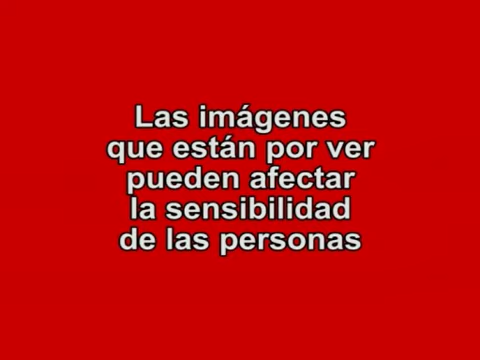 Las imágenes
que están por ver
pueden afectar
la sensibilidad
de las personas